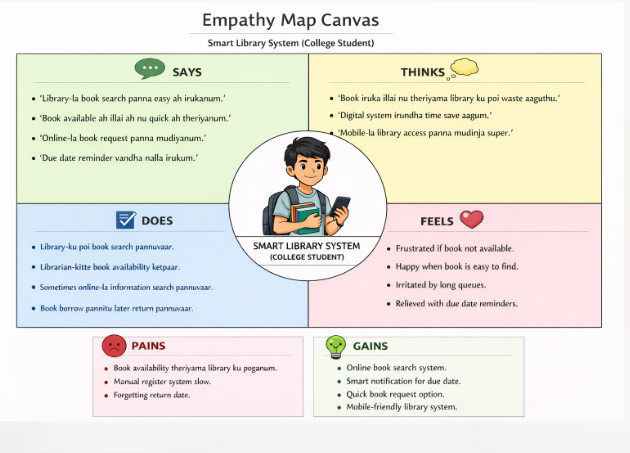 Empathy Map Canvas
Smart Library System (College Student)
SAYS
• 'Library-la book search panna easy ah irukanum.'
• 'Book available ah illai ah nu quick ah theriyanum.'
• 'Online-la book request panna mudiyanum.'
• 'Due date reminder vandha nalla irukum.'
THINKS
• 'Book iruka illai nu theriyama library ku poi waste aaguthu.'
• 'Digital system irundha time save aagum.'
• 'Mobile-la library access panna mudinja super.'
SMART LIBRARY SYSTEM
(COLLEGE STUDENT)
DOES
• Library-ku poi book search pannuvaar.
• Librarian-kitte book availability ketpaar.
• Sometimes online-la information search pannuvaar.
• Book borrow pannitu later return pannuvaar.
FEELS
• Frustrated if book not available.
• Happy when book is easy to find.
• Irritated by long queues.
• Relieved with due date reminders.
PAINS
• Book availability theriyama library ku poganum.
• Manual register system slow.
• Forgetting return date.
GAINS
• Online book search system.
• Smart notification for due date.
• Quick book request option.
• Mobile-friendly library system.